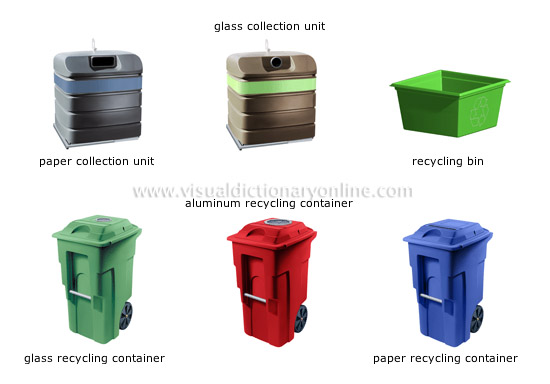 glass collection unit
paper collection unit
recycling bin
www.visualdictionaryonline.com
aluminum recycling container
glass recycling container
paper recycling container